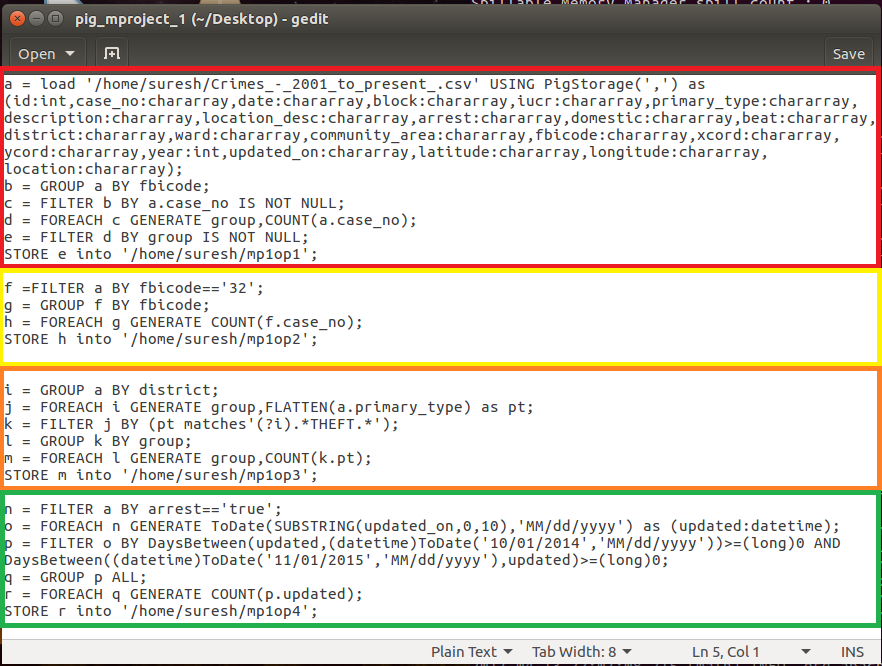 Spillable Memory Manager spill count : 0
pig_mproject_1 (~/Desktop) - gedit
Open
Save
a = load '/home/suresh/Crimes_-_2001_to_present_.csv' USING PigStorage(',') as
(id:int,case_no:chararray,date:chararray,block:chararray,iucr:chararray,primary_type:chararray,
description:chararray,location_desc:chararray,arrest:chararray,domestic:chararray,beat:chararray,
district:chararray,ward:chararray,community_area:chararray,fbicode:chararray,xcord:chararray,
ycord:chararray,year:int,updated_on:chararray,latitude:chararray,longitude:chararray,
location:chararray);
b = GROUP a BY fbicode;
c = FILTER b BY a.case_no IS NOT NULL;
d = FOREACH c GENERATE group,COUNT(a.case_no);
e = FILTER d BY group IS NOT NULL;
STORE e into '/home/suresh/mp1op1';
f =FILTER a BY fbicode=='32';
g = GROUP f BY fbicode;
h = FOREACH g GENERATE COUNT(f.case_no);
STORE h into '/home/suresh/mp1op2';
i = GROUP a BY district;
j = FOREACH i GENERATE group,FLATTEN(a.primary_type) as pt;
k = FILTER j BY (pt matches'(?i).*THEFT.*');
l = GROUP k BY group;
m = FOREACH l GENERATE group,COUNT(k.pt);
STORE m into '/home/suresh/mp1op3';
n = FILTER a BY arrest=='true';
o = FOREACH n GENERATE ToDate(SUBSTRING(updated_on,0,10),'MM/dd/yyyy') as (updated:datetime);
p = FILTER o BY DaysBetween(updated,(datetime)ToDate('10/01/2014','MM/dd/yyyy'))>=(long)0 AND
DaysBetween((datetime)ToDate('11/01/2015','MM/dd/yyyy'),updated)>=(long)0;
q = GROUP p ALL;
r = FOREACH q GENERATE COUNT(p.updated);
STORE r into '/home/suresh/mp1op4';
Plain Text Tab Width: 8 Ln 5, Col 1 INS